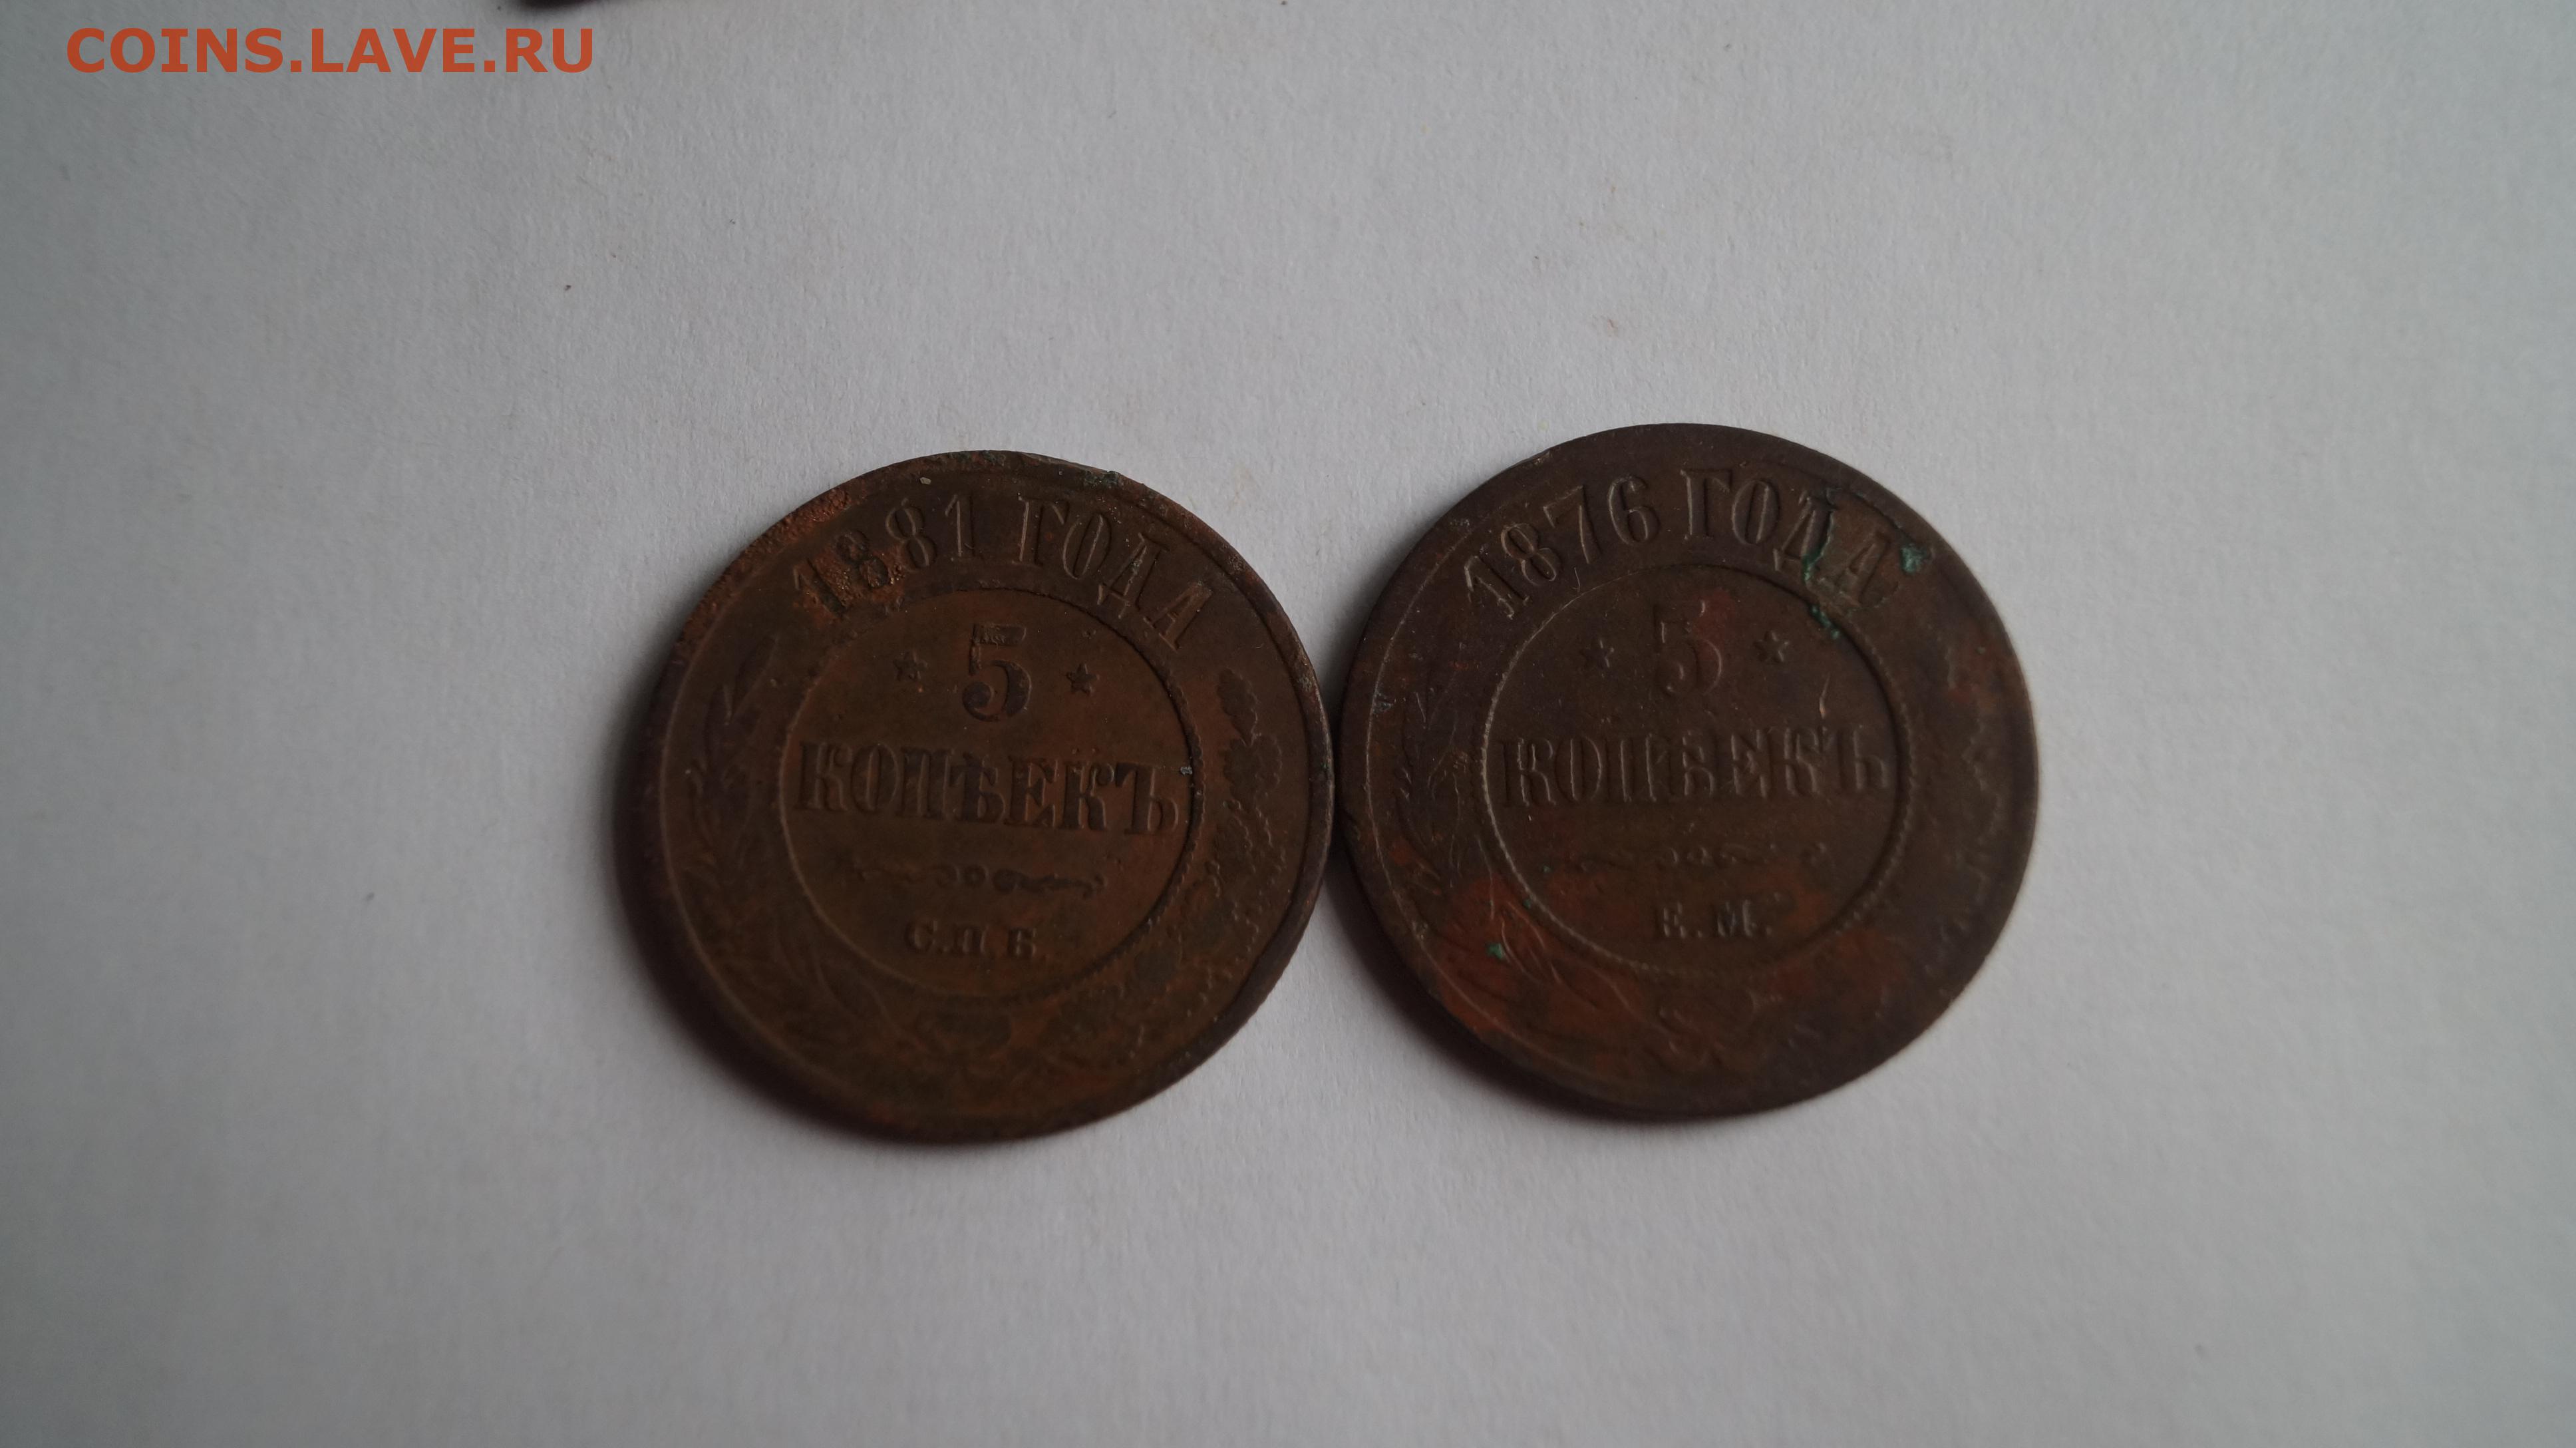 COINS.LAVE.RU
1881 ГОДА
5
КОПѢЕКЪ
С.П.Б.
1876 ГОДА
5
КОПѢЕКЪ
Е.М.